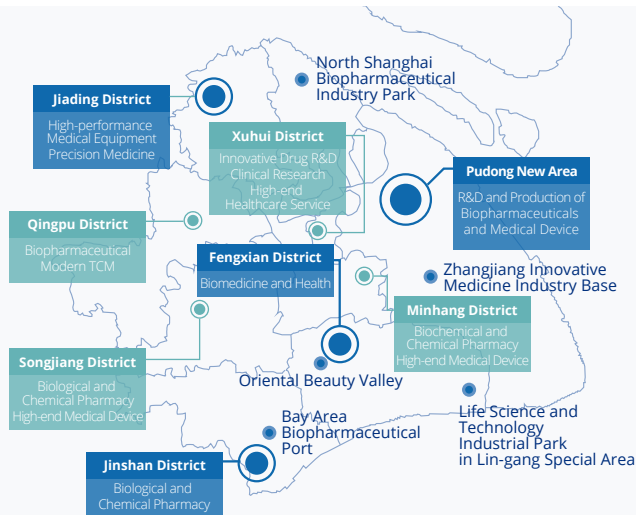 North Shanghai
Biopharmaceutical
Industry Park
Jiading District
High-performance
Medical Equipment
Precision Medicine
Xuhui District
Innovative Drug R&D
Clinical Research
High-end
Healthcare Service
Pudong New Area
R&D and Production of
Biopharmaceuticals
and Medical Device
Qingpu District
Biopharmaceutical
Modern TCM
Fengxian District
Biomedicine and Health
Zhangjiang Innovative
Medicine Industry Base
Minhang District
Biochemical and
Chemical Pharmacy
High-end Medical Device
Songjiang District
Biological and
Chemical Pharmacy
High-end Medical Device
Oriental Beauty Valley
Bay Area
Biopharmaceutical
Port
Life Science and
Technology
Industrial Park
in Lin-gang Special Area
Jinshan District
Biological and
Chemical Pharmacy